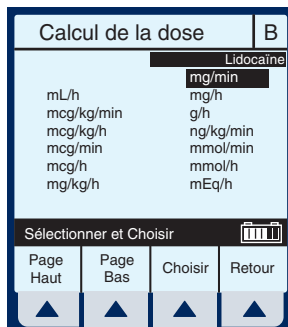 Calcul de la dose B
Lidocaïne
mg/min
mL/h mg/h
mcg/kg/min g/h
mcg/kg/h ng/kg/min
mcg/min mmol/min
mcg/h mmol/h
mg/kg/h mEq/h
Sélectionner et Choisir
Page Haut
Page Bas
Choisir
Retour